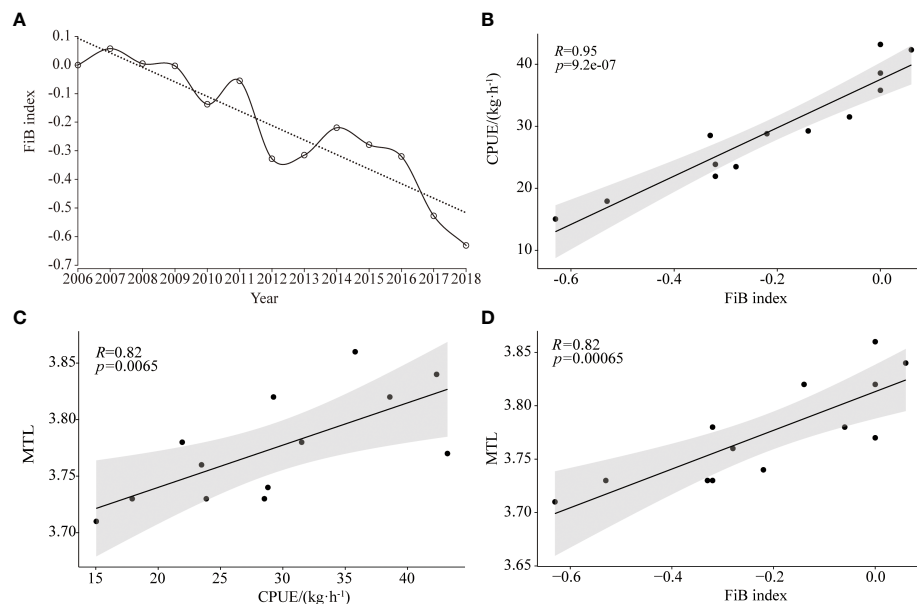 A
0.1
0.0
-0.1
-0.2
-0.3
-0.4
-0.5
-0.6
-0.7
FiB index
2006 2007 2008 2009 2010 2011 2012 2013 2014 2015 2016 2017 2018
Year
B
R=0.95
p=9.2e-07
40
30
20
10
CPUE/(kg·h⁻¹)
-0.6 -0.4 -0.2 0.0
FiB index
C
R=0.82
p=0.0065
3.85
3.80
3.75
3.70
MTL
15 20 25 30 35 40
CPUE/(kg·h⁻¹)
D
R=0.82
p=0.00065
3.85
3.80
3.75
3.70
3.65
MTL
−0.6 −0.4 −0.2 0.0
FiB index